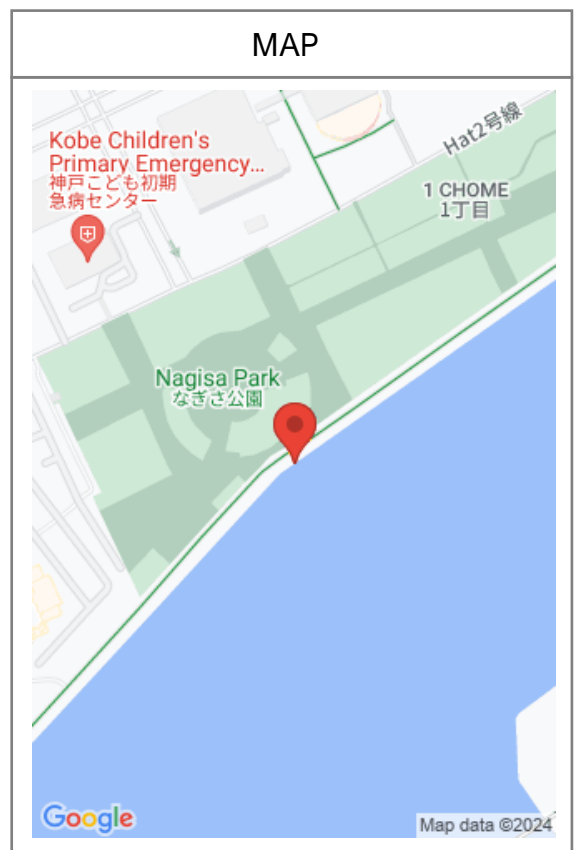 MAP
Kobe Children's
Primary Emergency...
神戸こども初期
急病センター
Hat2号線
1 CHOME
1丁目
Nagisa Park
なぎさ公園
Google
Map data ©2024